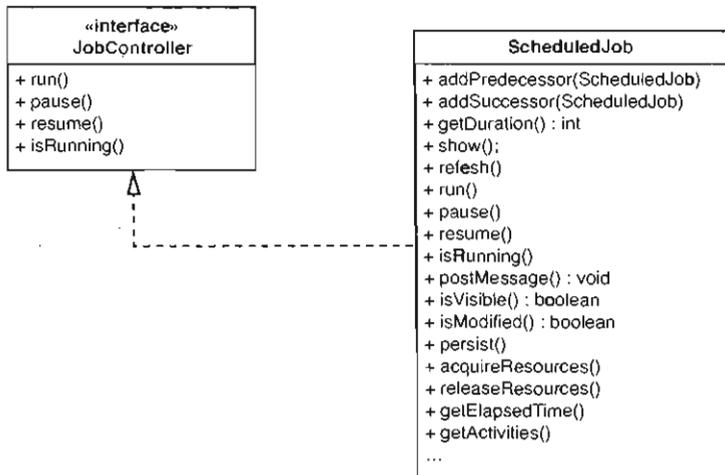 «interface»
JobController
+ run()
+ pause()
+ resume()
+ isRunning()
ScheduledJob
+ addPredecessor(ScheduledJob)
+ addSuccessor(ScheduledJob)
+ getDuration() : int
+ show();
+ refesh()
+ run()
+ pause()
+ resume()
+ isRunning()
+ postMessage() : void
+ isVisible() : boolean
+ isModified() : boolean
+ persist()
+ acquireResources()
+ releaseResources()
+ getElapsedTime()
+ getActivities()
...